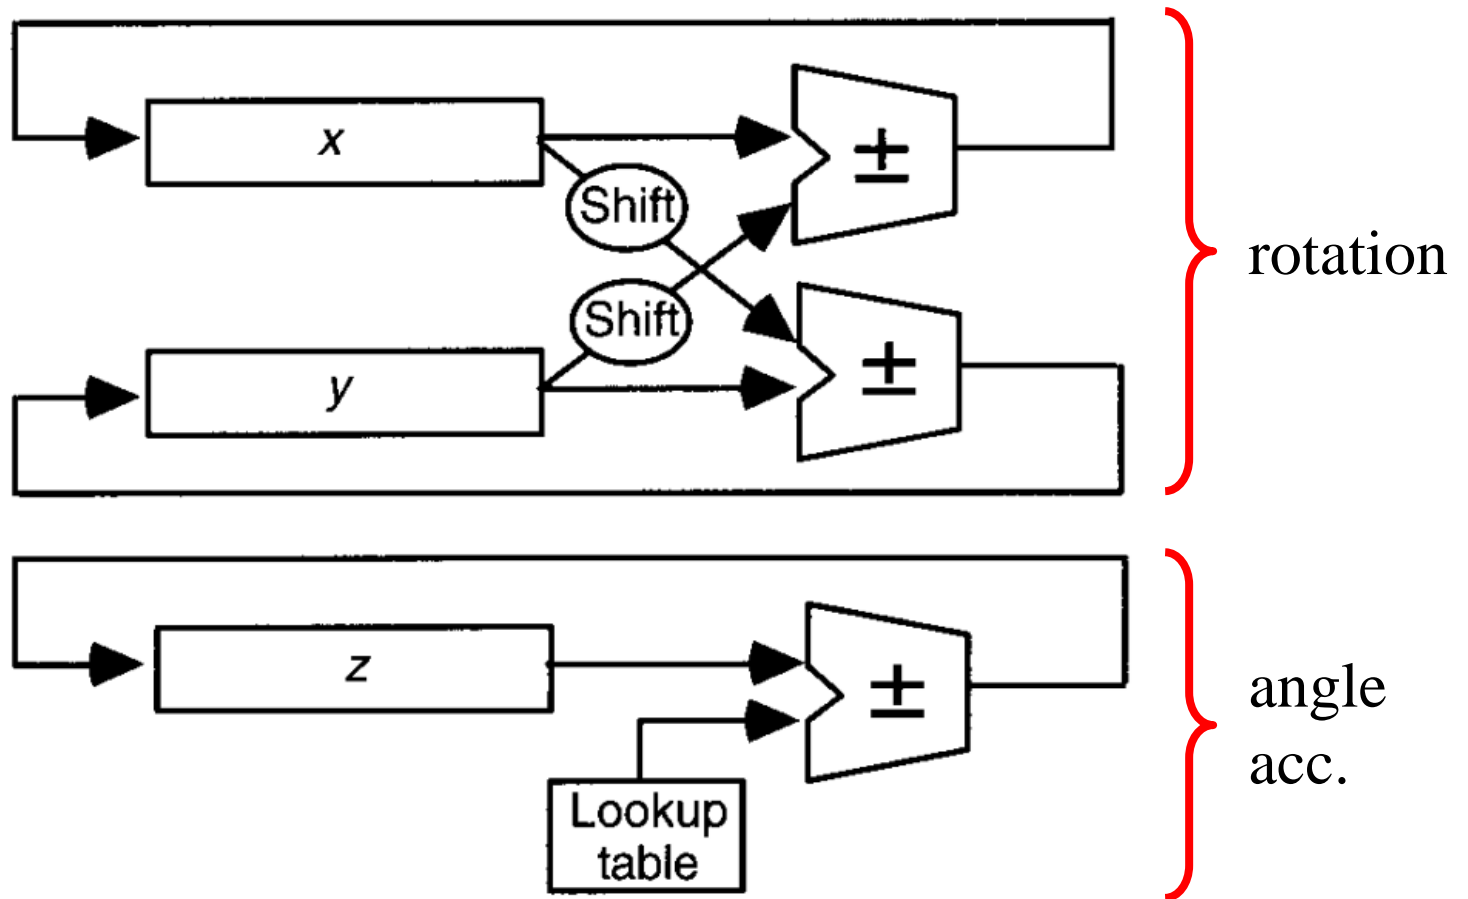 x
±
Shift
rotation
Shift
y
±
z
±
angle
acc.
Lookup
table